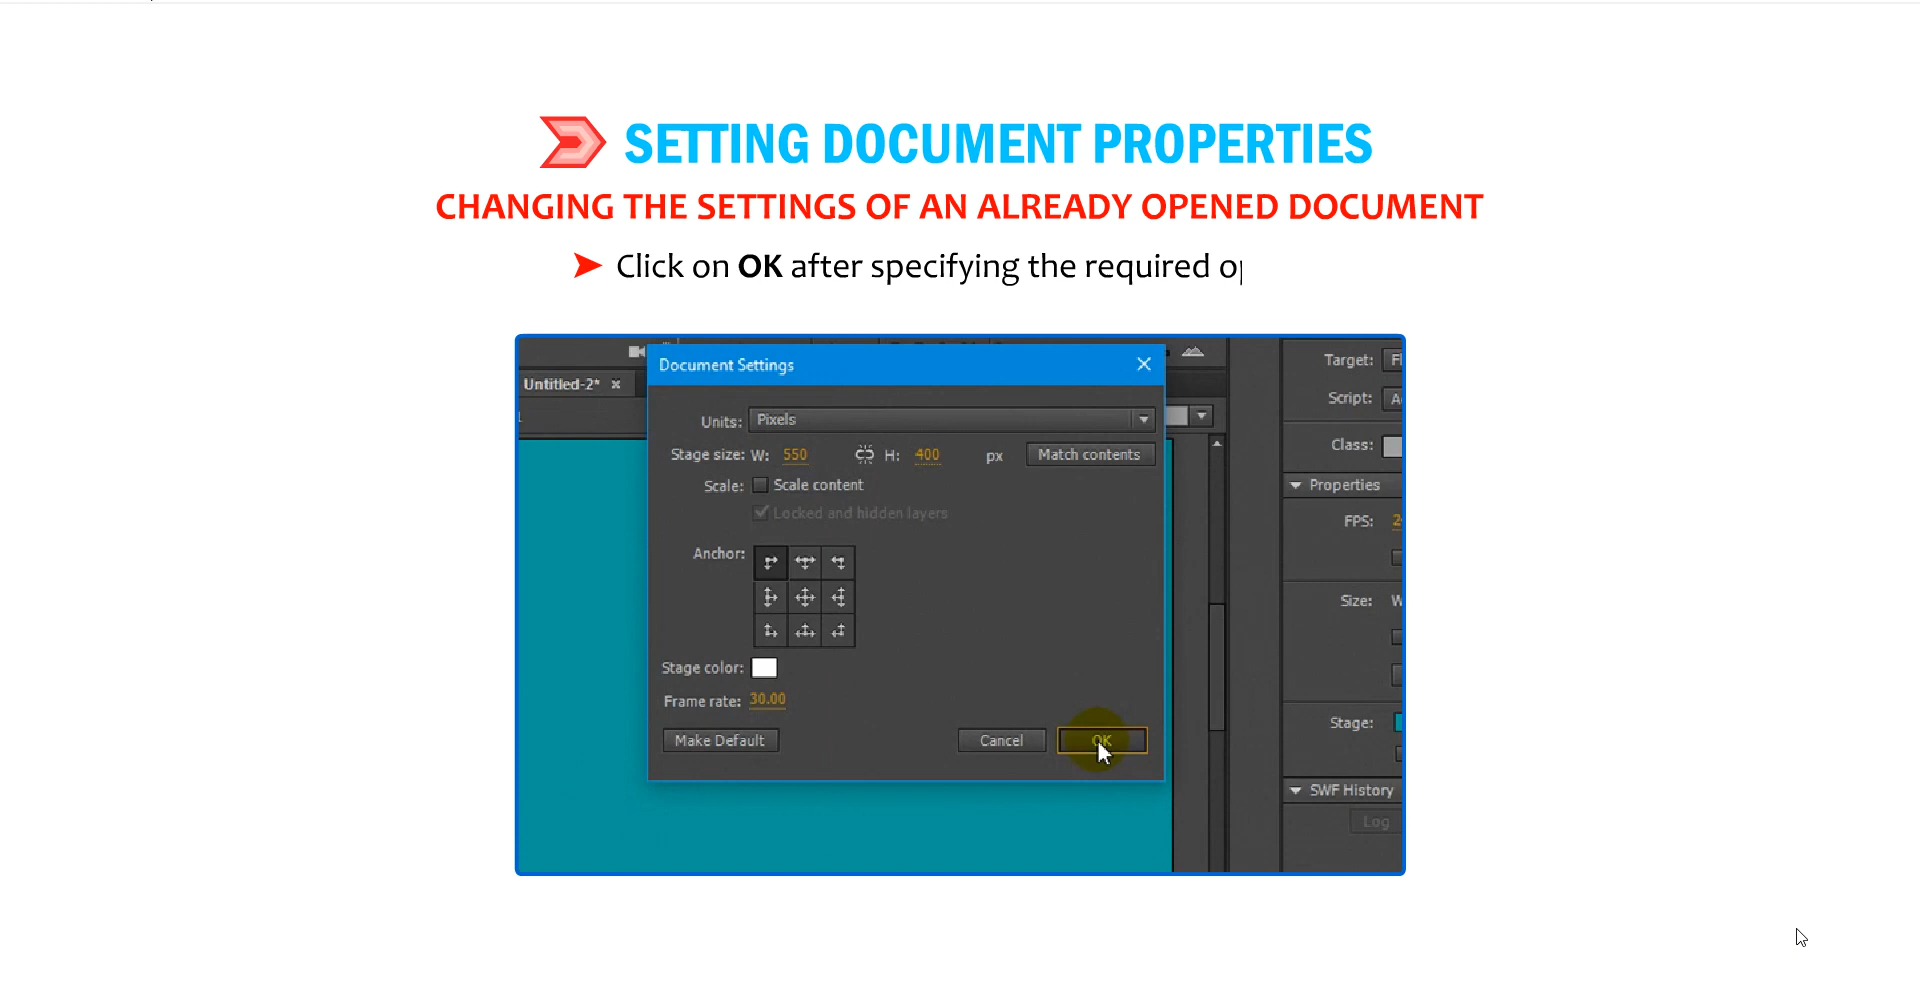 SETTING DOCUMENT PROPERTIES
CHANGING THE SETTINGS OF AN ALREADY OPENED DOCUMENT
Click on OK after specifying the required
Document Settings
Untitled-2*
Units: Pixels
Stage size: W: 550 H: 400 px Match contents
Scale: Scale content
Locked and hidden layers
Anchor:
Stage color:
Frame rate: 30.00
Make Default Cancel OK
Target:
Script:
Class:
Properties
FPS:
Size: W
Stage:
SWF History
Log